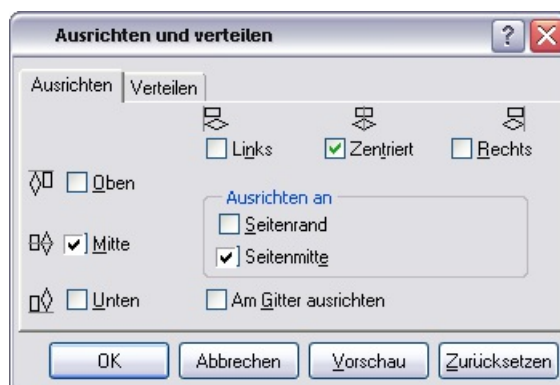 Ausrichten und verteilen
Ausrichten Verteilen
Links Zentriert Rechts
Oben
Ausrichten an
Seitenrand
Mitte
Seitenmitte
Unten
Am Gitter ausrichten
OK Abbrechen Vorschau Zurücksetzen